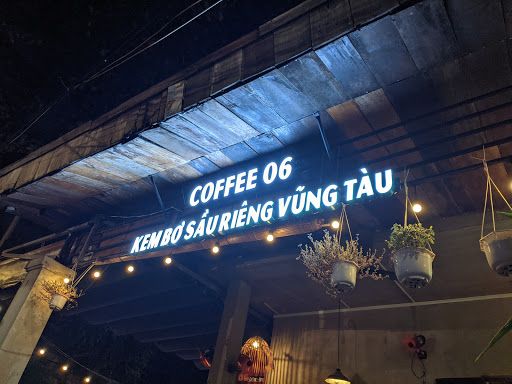 COFFEE 06
KEM BƠ SẦU RIÊNG VŨNG TÀU